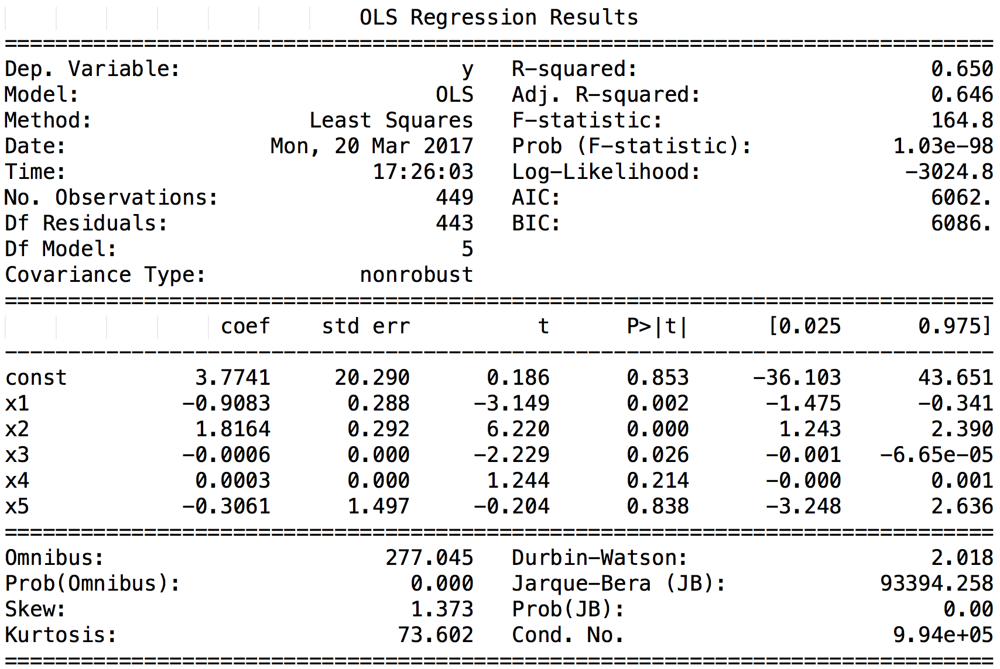 OLS Regression Results
==============================================================================
Dep. Variable:                      y   R-squared:                       0.650
Model:                            OLS   Adj. R-squared:                  0.646
Method:                 Least Squares   F-statistic:                     164.8
Date:                Mon, 20 Mar 2017   Prob (F-statistic):           1.03e-98
Time:                        17:26:03   Log-Likelihood:                -3024.8
No. Observations:                 449   AIC:                             6062.
Df Residuals:                     443   BIC:                             6086.
Df Model:                           5
Covariance Type:            nonrobust
==============================================================================
                 coef    std err          t      P>|t|      [0.025      0.975]
------------------------------------------------------------------------------
const          3.7741     20.290      0.186      0.853     -36.103      43.651
x1            -0.9083      0.288     -3.149      0.002      -1.475      -0.341
x2             1.8164      0.292      6.220      0.000       1.243       2.390
x3            -0.0006      0.000     -2.229      0.026      -0.001   -6.65e-05
x4             0.0003      0.000      1.244      0.214      -0.000       0.001
x5            -0.3061      1.497     -0.204      0.838      -3.248       2.636
==============================================================================
Omnibus:                      277.045   Durbin-Watson:                   2.018
Prob(Omnibus):                  0.000   Jarque-Bera (JB):            93394.258
Skew:                           1.373   Prob(JB):                         0.00
Kurtosis:                      73.602   Cond. No.                     9.94e+05
==============================================================================